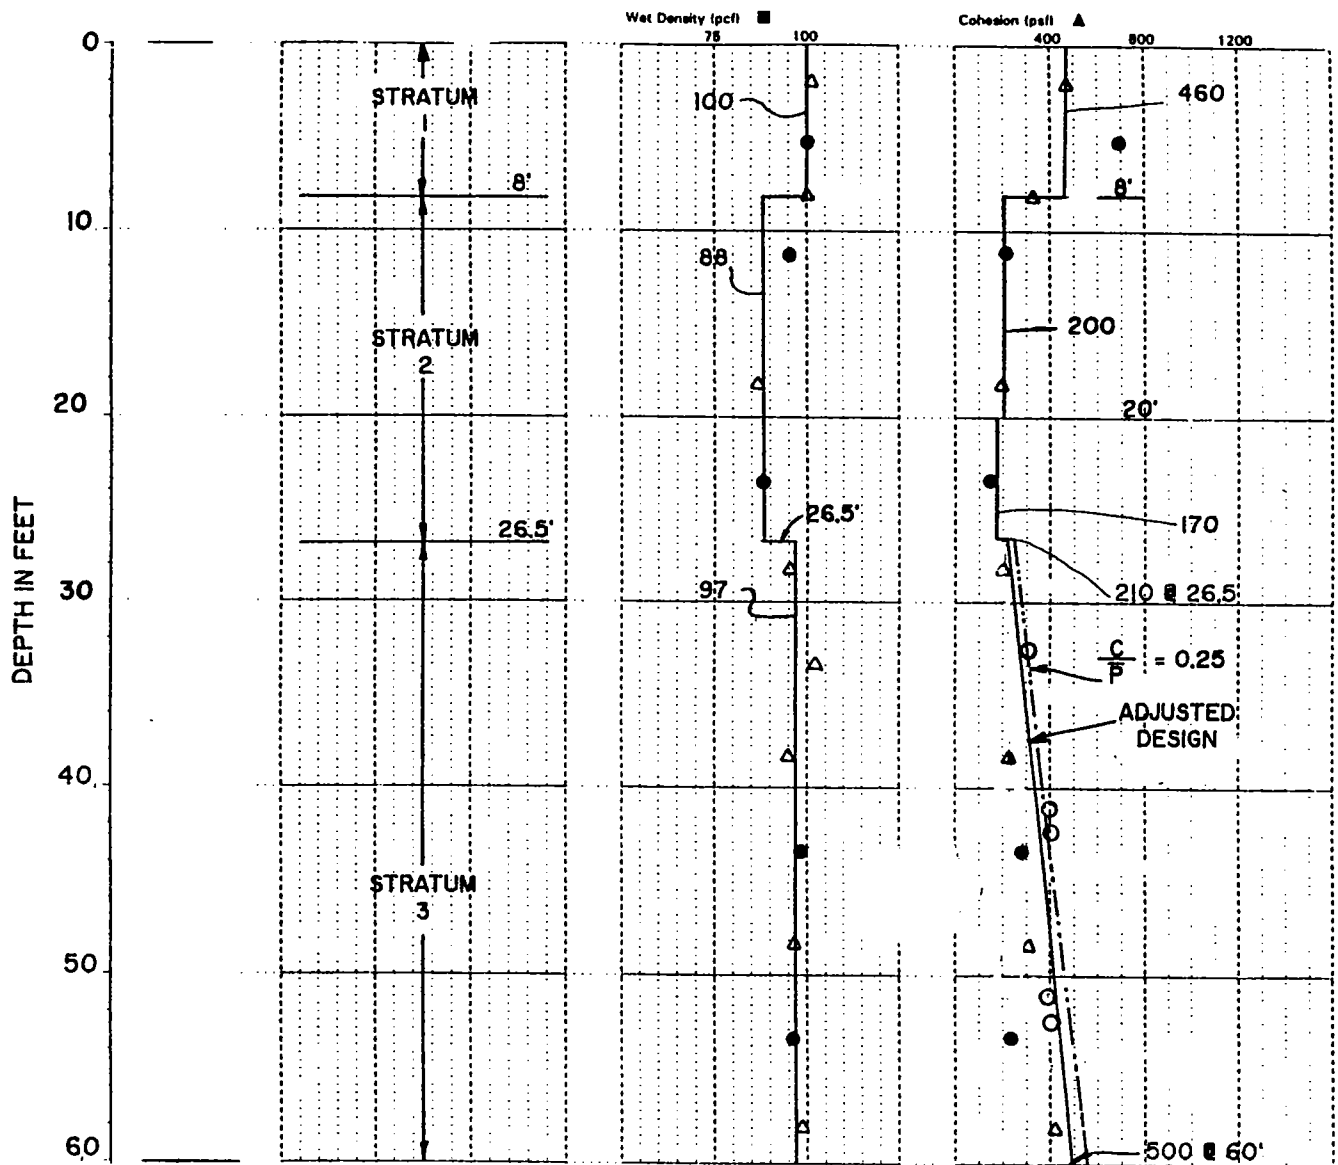 Wet Density (pcf)
Cohesion (psf)
75
100
400
800
1200
0
10
20
30
40
50
60
DEPTH IN FEET
STRATUM
8'
STRATUM
2
26.5'
STRATUM
3
100
88
26.5'
97
460
8'
200
20'
170
210 @ 26.5
C
P
= 0.25
ADJUSTED
DESIGN
500 @ 60'